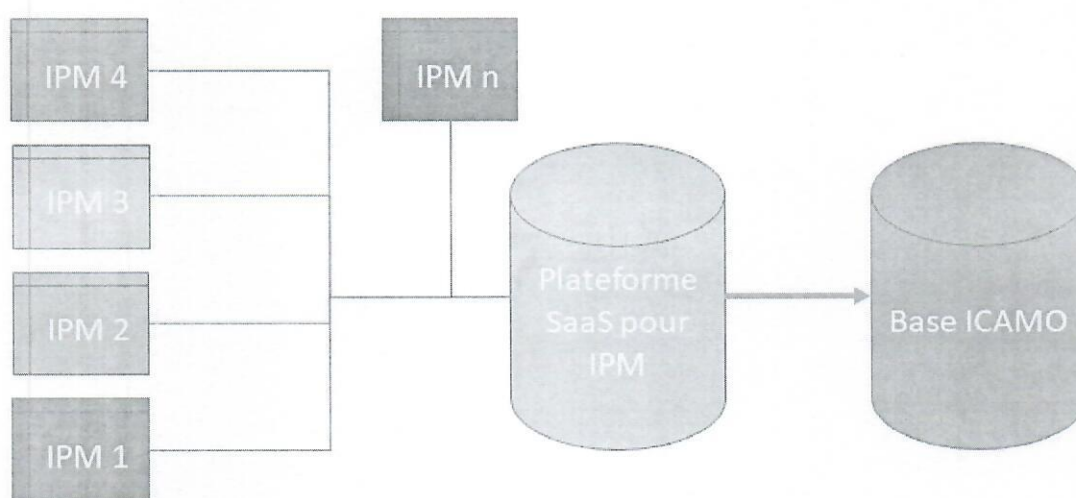 IPM 4
IPM n
IPM 3
IPM 2
IPM 1
Plateforme
SaaS pour
IPM
Base ICAMO